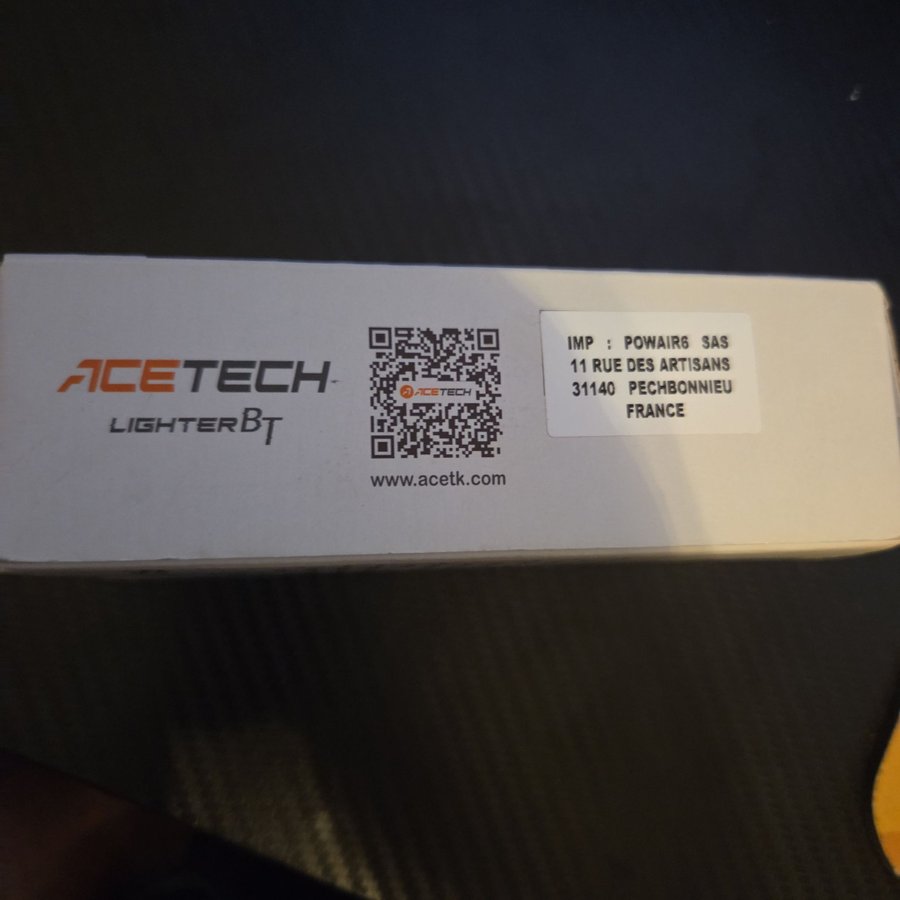 ACETECH
LIGHTER BT
ACETECH
www.acetk.com
IMP : POWAIR6 SAS
11 RUE DES ARTISANS
31140 PECHBONNIEU
FRANCE